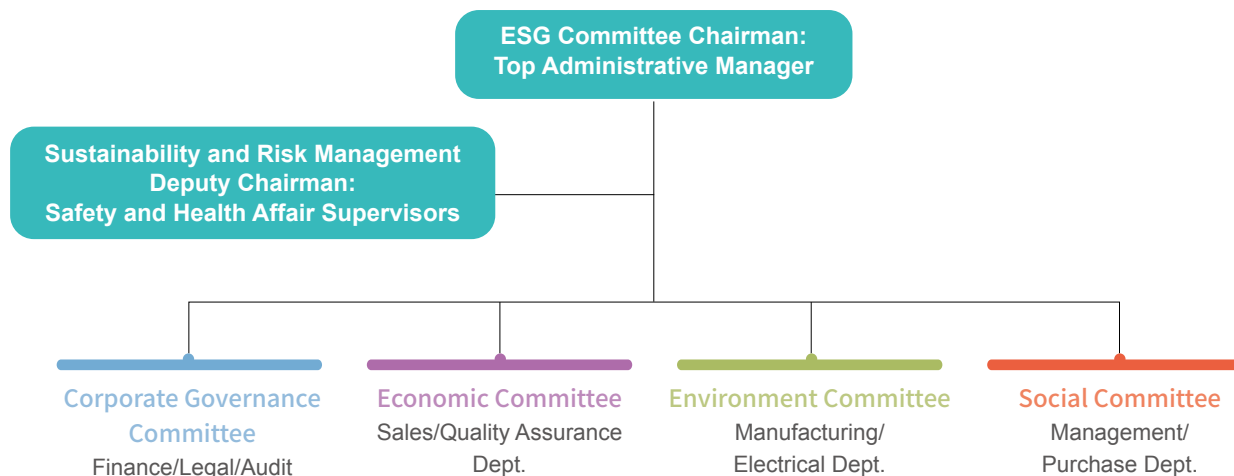 ESG Committee Chairman:
Top Administrative Manager
Sustainability and Risk Management
Deputy Chairman:
Safety and Health Affair Supervisors
Corporate Governance
Committee
Finance/Legal/Audit
Economic Committee
Sales/Quality Assurance
Dept.
Environment Committee
Manufacturing/
Electrical Dept.
Social Committee
Management/
Purchase Dept.